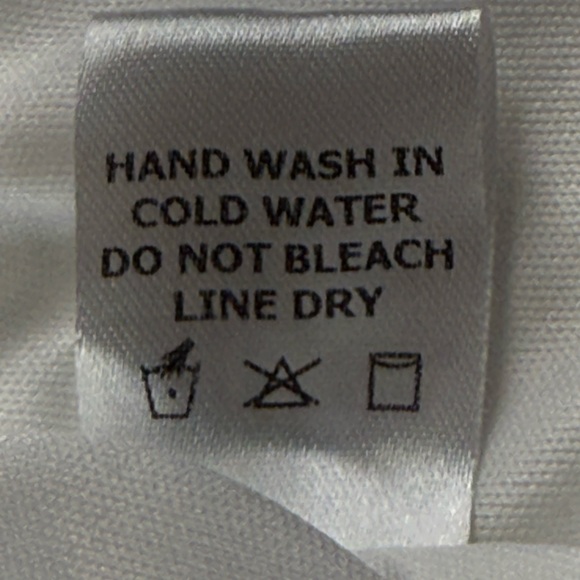 HAND WASH IN
COLD WATER
DO NOT BLEACH
LINE DRY